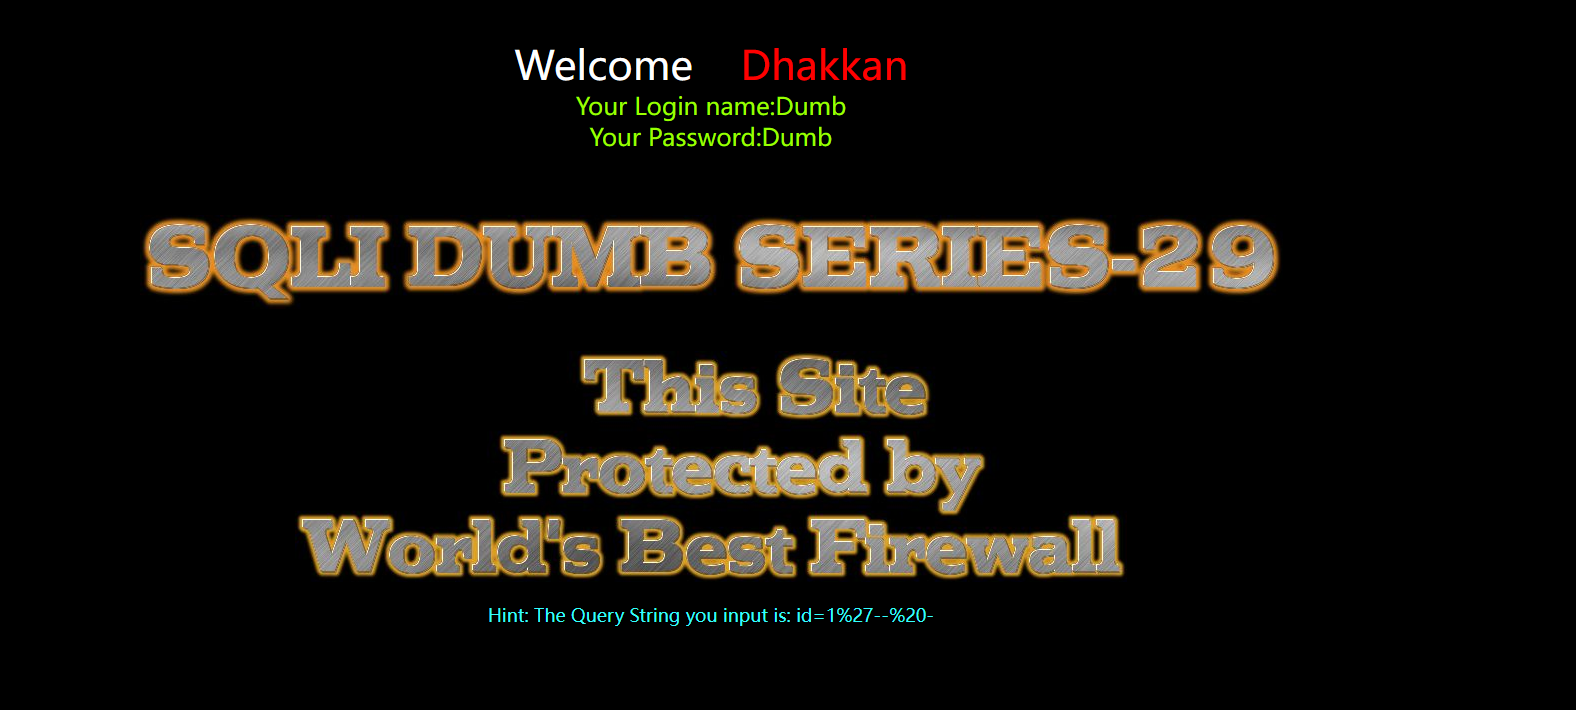 Welcome Dhakkan
Your Login name:Dumb
Your Password:Dumb
SQLI DUMB SERIES-29
This Site
Protected by
World's Best Firewall
Hint: The Query String you input is: id=1%27--%20-